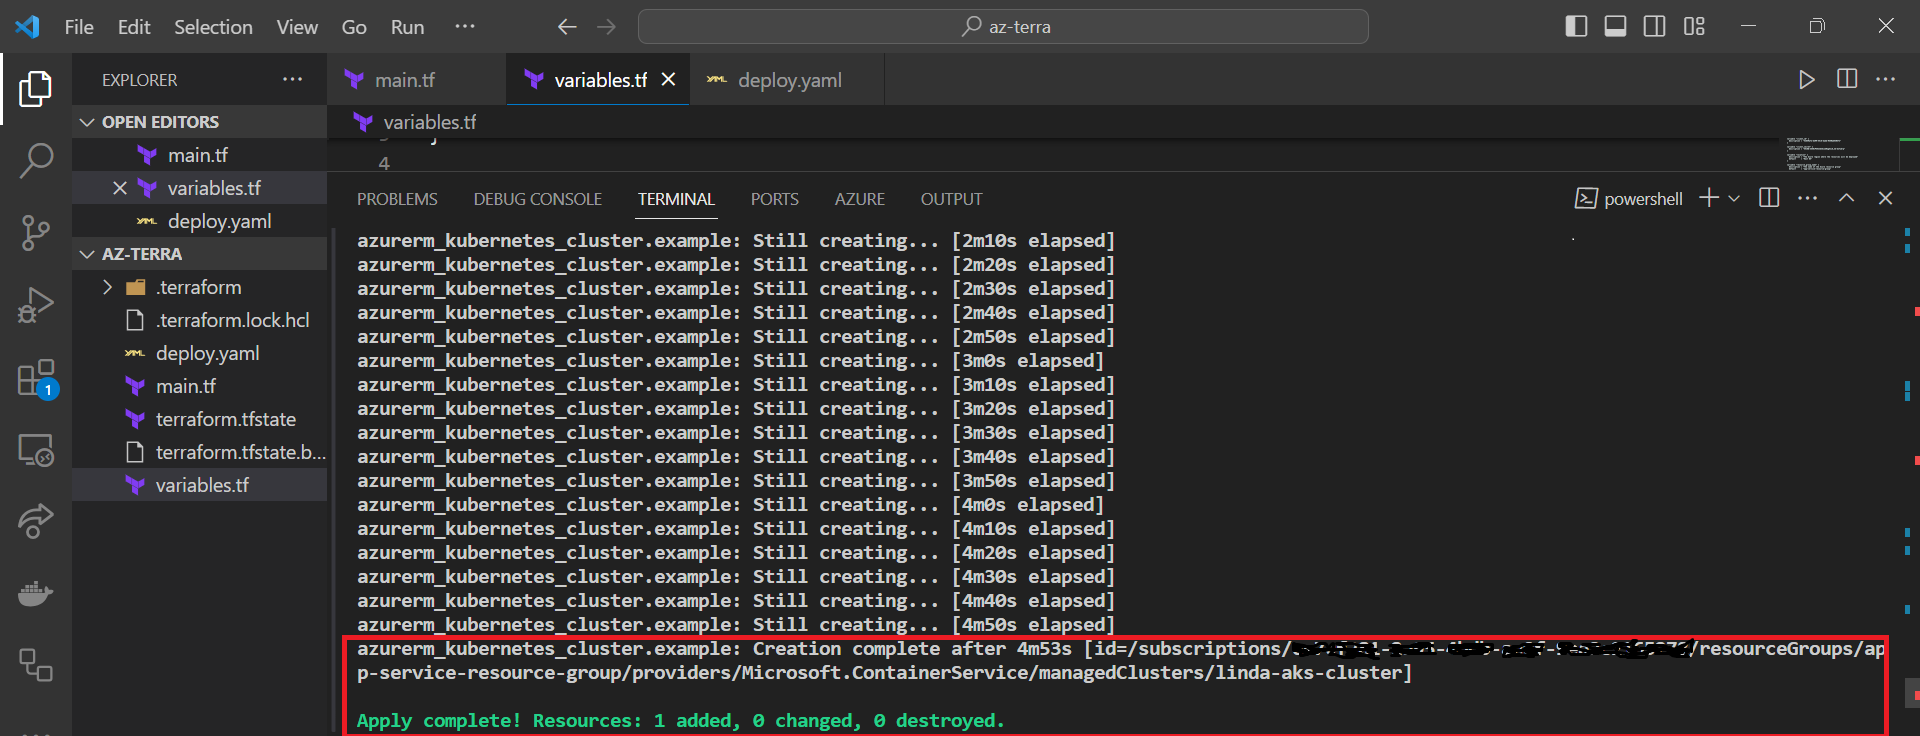 File Edit Selection View Go Run ··· az-terra
EXPLORER ···
main.tf variables.tf deploy.yaml
OPEN EDITORS
variables.tf
main.tf
4
variables.tf
PROBLEMS DEBUG CONSOLE TERMINAL PORTS AZURE OUTPUT powershell
deploy.yaml
AZ-TERRA
.terraform
.terraform.lock.hcl
deploy.yaml
main.tf
terraform.tfstate
terraform.tfstate.b...
variables.tf
1
azurerm_kubernetes_cluster.example: Still creating... [2m10s elapsed]
azurerm_kubernetes_cluster.example: Still creating... [2m20s elapsed]
azurerm_kubernetes_cluster.example: Still creating... [2m30s elapsed]
azurerm_kubernetes_cluster.example: Still creating... [2m40s elapsed]
azurerm_kubernetes_cluster.example: Still creating... [2m50s elapsed]
azurerm_kubernetes_cluster.example: Still creating... [3m0s elapsed]
azurerm_kubernetes_cluster.example: Still creating... [3m10s elapsed]
azurerm_kubernetes_cluster.example: Still creating... [3m20s elapsed]
azurerm_kubernetes_cluster.example: Still creating... [3m30s elapsed]
azurerm_kubernetes_cluster.example: Still creating... [3m40s elapsed]
azurerm_kubernetes_cluster.example: Still creating... [3m50s elapsed]
azurerm_kubernetes_cluster.example: Still creating... [4m0s elapsed]
azurerm_kubernetes_cluster.example: Still creating... [4m10s elapsed]
azurerm_kubernetes_cluster.example: Still creating... [4m20s elapsed]
azurerm_kubernetes_cluster.example: Still creating... [4m30s elapsed]
azurerm_kubernetes_cluster.example: Still creating... [4m40s elapsed]
azurerm_kubernetes_cluster.example: Still creating... [4m50s elapsed]
azurerm_kubernetes_cluster.example: Creation complete after 4m53s [id=/subscriptions/ /resourceGroups/ap
p-service-resource-group/providers/Microsoft.ContainerService/managedClusters/linda-aks-cluster]
Apply complete! Resources: 1 added, 0 changed, 0 destroyed.